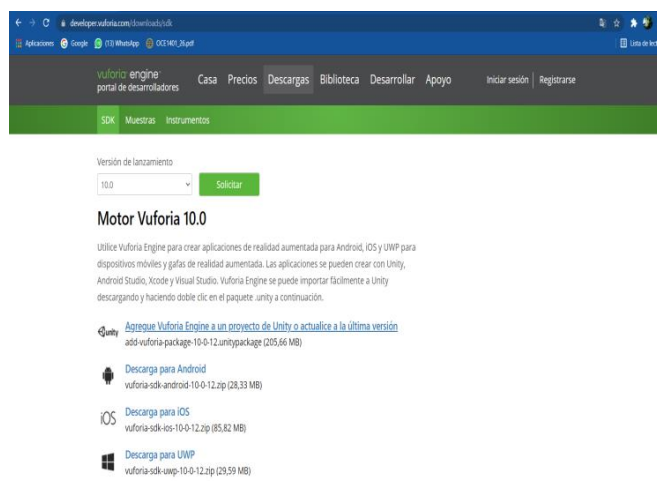 developer.vuforia.com/downloads/sdk
Aplicaciones Google (13) WhatsApp OCE1401_26.pdf Lista de lect
vuforia engine
portal de desarrolladores
Casa Precios Descargas Biblioteca Desarrollar Apoyo Iniciar sesión | Registrarse
SDK Muestras Instrumentos
Versión de lanzamiento
10.0 Solicitar
Motor Vuforia 10.0
Utilice Vuforia Engine para crear aplicaciones de realidad aumentada para Android, iOS y UWP para
dispositivos móviles y gafas de realidad aumentada. Las aplicaciones se pueden crear con Unity,
Android Studio, Xcode y Visual Studio. Vuforia Engine se puede importar fácilmente a Unity
descargando y haciendo doble clic en el paquete .unity a continuación.
unity Agregue Vuforia Engine a un proyecto de Unity o actualice a la última versión
add-vuforia-package-10-0-12.unitypackage (205,66 MB)
Descarga para Android
vuforia-sdk-android-10-0-12.zip (28,33 MB)
iOS Descarga para iOS
vuforia-sdk-ios-10-0-12.zip (85,82 MB)
Descarga para UWP
vuforia-sdk-uwp-10-0-12.zip (29,59 MB)